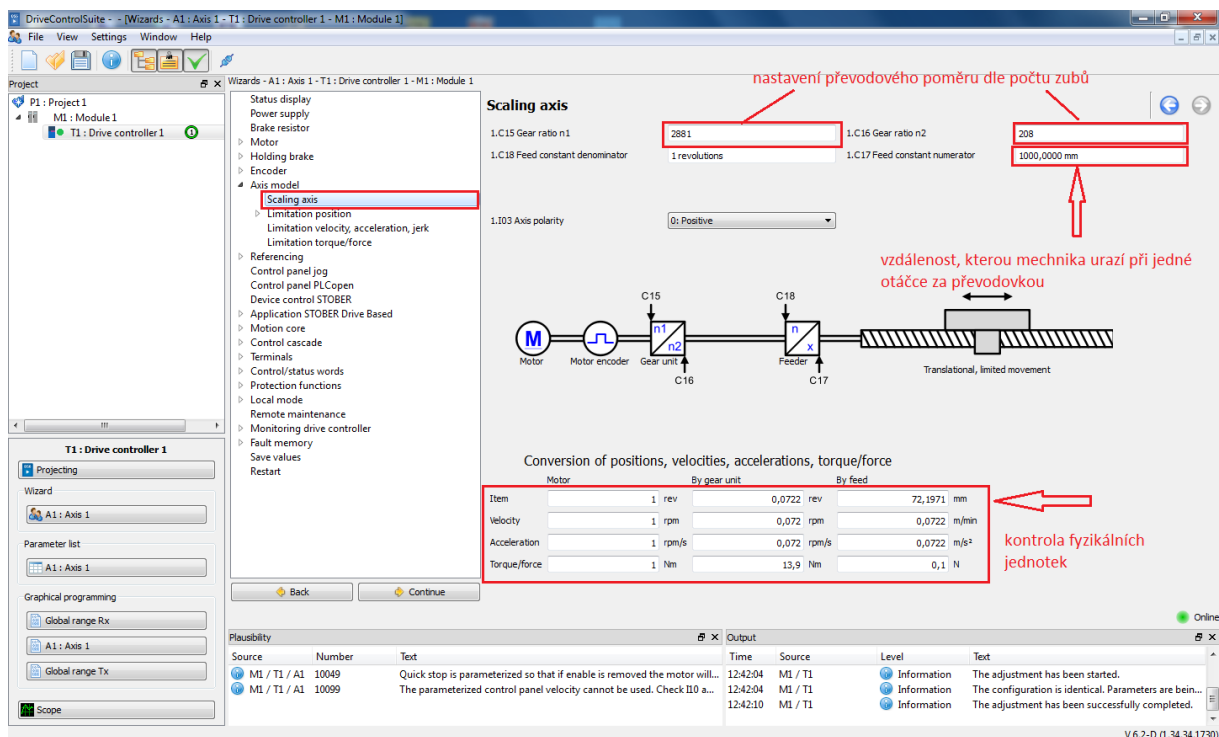 DriveControlSuite - - [Wizards - A1 : Axis 1 - T1 : Drive controller 1 - M1 : Module 1]
File View Settings Window Help
Project
P1 : Project 1
M1 : Module 1
T1 : Drive controller 1
T1 : Drive controller 1
Projecting
Wizard
A1 : Axis 1
Parameter list
A1 : Axis 1
Graphical programming
Global range Rx
A1 : Axis 1
Global range Tx
Scope
Wizards - A1 : Axis 1 - T1 : Drive controller 1 - M1 : Module 1
Status display
Power supply
Brake resistor
Motor
Holding brake
Encoder
Axis model
Scaling axis
Limitation position
Limitation velocity, acceleration, jerk
Limitation torque/force
Referencing
Control panel jog
Control panel PLCopen
Device control STOBER
Application STOBER Drive Based
Motion core
Control cascade
Terminals
Control/status words
Protection functions
Local mode
Remote maintenance
Monitoring drive controller
Fault memory
Save values
Restart
Back Continue
nastavení převodového poměru dle počtu zubů
Scaling axis
1.C15 Gear ratio n1 2881 1.C16 Gear ratio n2 208
1.C18 Feed constant denominator 1 revolutions 1.C17 Feed constant numerator 1000,0000 mm
1.I03 Axis polarity 0: Positive
vzdálenost, kterou mechnika urazí při jedné
otáčce za převodovkou
C15 C18
M n1 n2 n x
Motor Motor encoder Gear unit Feeder
C16 C17
Translational, limited movement
Conversion of positions, velocities, accelerations, torque/force
Motor By gear unit By feed
Item 1 rev 0,0722 rev 72,1971 mm
Velocity 1 rpm 0,072 rpm 0,0722 m/min
Acceleration 1 rpm/s 0,072 rpm/s 0,0722 m/s²
Torque/force 1 Nm 13,9 Nm 0,1 N
kontrola fyzikálních
jednotek
Online
Plausibility
Source Number Text
M1 / T1 / A1 10049 Quick stop is parameterized so that if enable is removed the motor will...
M1 / T1 / A1 10099 The parameterized control panel velocity cannot be used. Check I10 a...
Output
Time Source Level Text
12:42:04 M1 / T1 Information The adjustment has been started.
12:42:04 M1 / T1 Information The configuration is identical. Parameters are bein...
12:42:10 M1 / T1 Information The adjustment has been successfully completed.
V 6.2-D (1.34.34.1730)